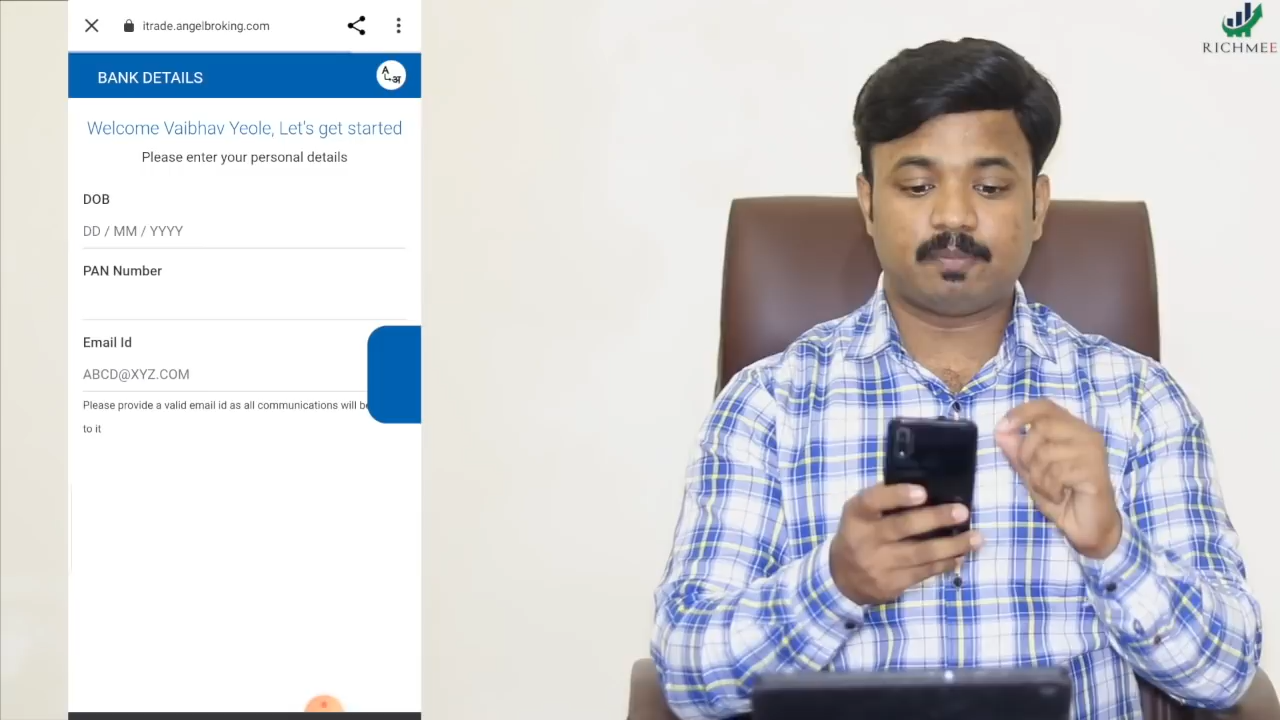 itrade.angelbroking.com
RICHMEE
BANK DETAILS
A
अ
Welcome Vaibhav Yeole, Let's get started
Please enter your personal details
DOB
DD / MM / YYYY
PAN Number
Email Id
ABCD@XYZ.COM
Please provide a valid email id as all communications will
to it